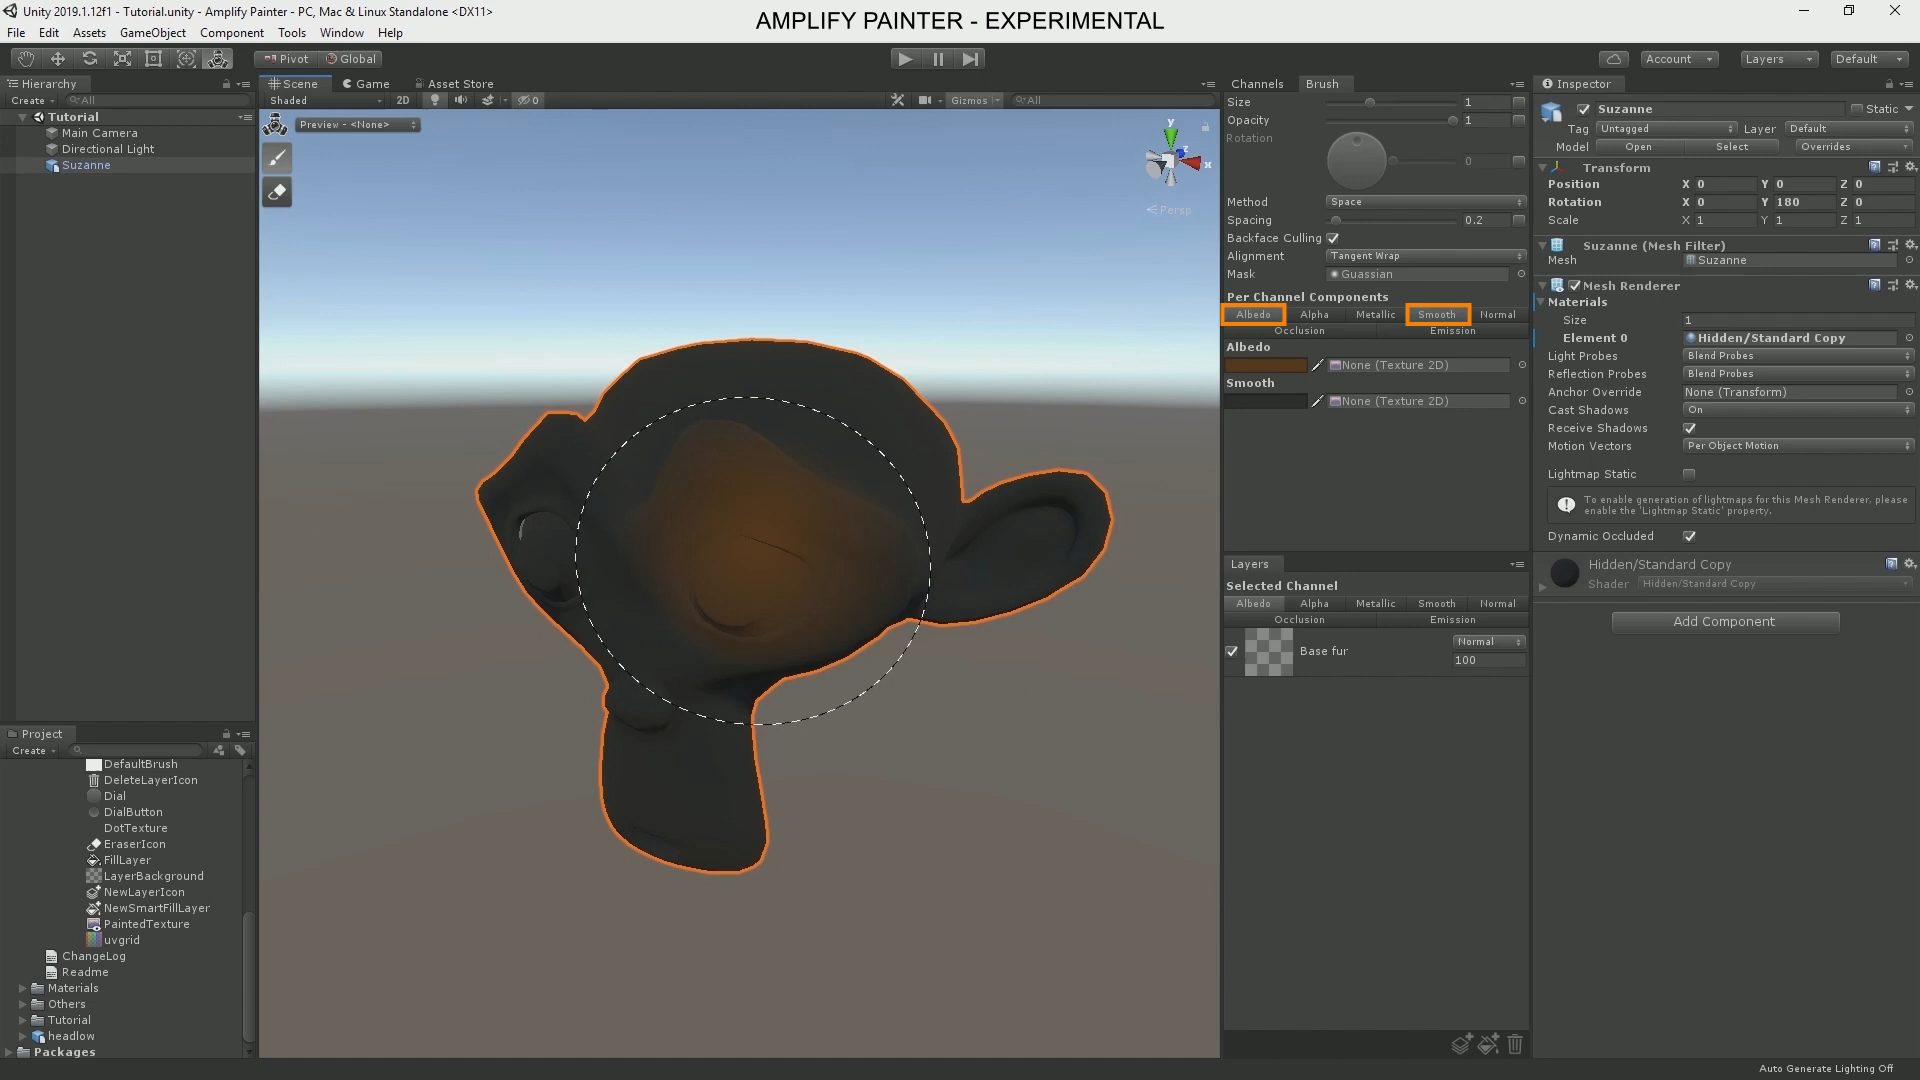 Unity 2019.1.12f1 - Tutorial.unity - Amplify Painter - PC, Mac & Linux Standalone <DX11>
AMPLIFY PAINTER - EXPERIMENTAL
File Edit Assets GameObject Component Tools Window Help
Pivot Global
Account Layers Default
Hierarchy
Create All
Tutorial
Main Camera
Directional Light
Suzanne
Scene Game Asset Store
Shaded 2D 0 Gizmos All
Preview - <None>
y
z
x
Persp
Channels Brush
Size 1
Opacity 1
Rotation
0
Method Space
Spacing 0.2
Backface Culling
Alignment Tangent Wrap
Mask Guassian
Per Channel Components
Albedo Alpha Metallic Smooth Normal
Occlusion Emission
Albedo
None (Texture 2D)
Smooth
None (Texture 2D)
Layers
Selected Channel
Albedo Alpha Metallic Smooth Normal
Occlusion Emission
Base fur Normal
100
Inspector
Suzanne Static
Tag Untagged Layer Default
Model Open Select Overrides
Transform
Position X 0 Y 0 Z 0
Rotation X 0 Y 180 Z 0
Scale X 1 Y 1 Z 1
Suzanne (Mesh Filter)
Mesh Suzanne
Mesh Renderer
Materials
Size 1
Element 0 Hidden/Standard Copy
Light Probes Blend Probes
Reflection Probes Blend Probes
Anchor Override None (Transform)
Cast Shadows On
Receive Shadows
Motion Vectors Per Object Motion
Lightmap Static
To enable generation of lightmaps for this Mesh Renderer, please
enable the 'Lightmap Static' property.
Dynamic Occluded
Hidden/Standard Copy
Shader Hidden/Standard Copy
Add Component
Project
Create
DefaultBrush
DeleteLayerIcon
Dial
DialButton
DotTexture
EraserIcon
FillLayer
LayerBackground
NewLayerIcon
NewSmartFillLayer
PaintedTexture
uvgrid
ChangeLog
Readme
Materials
Others
Tutorial
headlow
Packages
Auto Generate Lighting Off